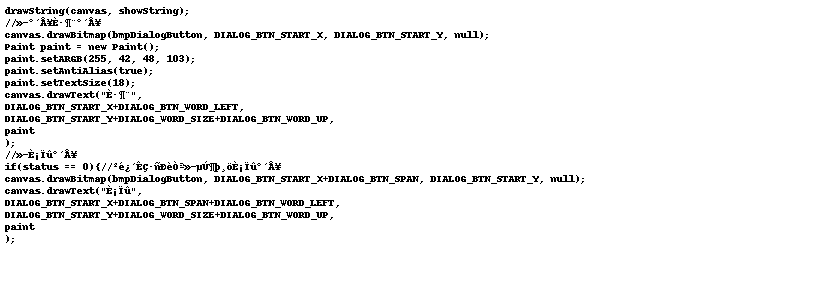 drawString(canvas, showString);
//»­°´Å¥È·¶¨°´Å¥
canvas.drawBitmap(bmpDialogButton, DIALOG_BTN_START_X, DIALOG_BTN_START_Y, null);
Paint paint = new Paint();
paint.setARGB(255, 42, 48, 103);
paint.setAntiAlias(true);
paint.setTextSize(18);
canvas.drawText("È·¶¨",
DIALOG_BTN_START_X+DIALOG_BTN_WORD_LEFT,
DIALOG_BTN_START_Y+DIALOG_WORD_SIZE+DIALOG_BTN_WORD_UP,
paint
);
//»­È¡Ïû°´Å¥
if(status == 0){//²é¿´ÊÇ·ñÐèÒª»­µÚ¶þ¸öÈ¡Ïû°´Å¥
canvas.drawBitmap(bmpDialogButton, DIALOG_BTN_START_X+DIALOG_BTN_SPAN, DIALOG_BTN_START_Y, null);
canvas.drawText("È¡Ïû",
DIALOG_BTN_START_X+DIALOG_BTN_SPAN+DIALOG_BTN_WORD_LEFT,
DIALOG_BTN_START_Y+DIALOG_WORD_SIZE+DIALOG_BTN_WORD_UP,
paint
);